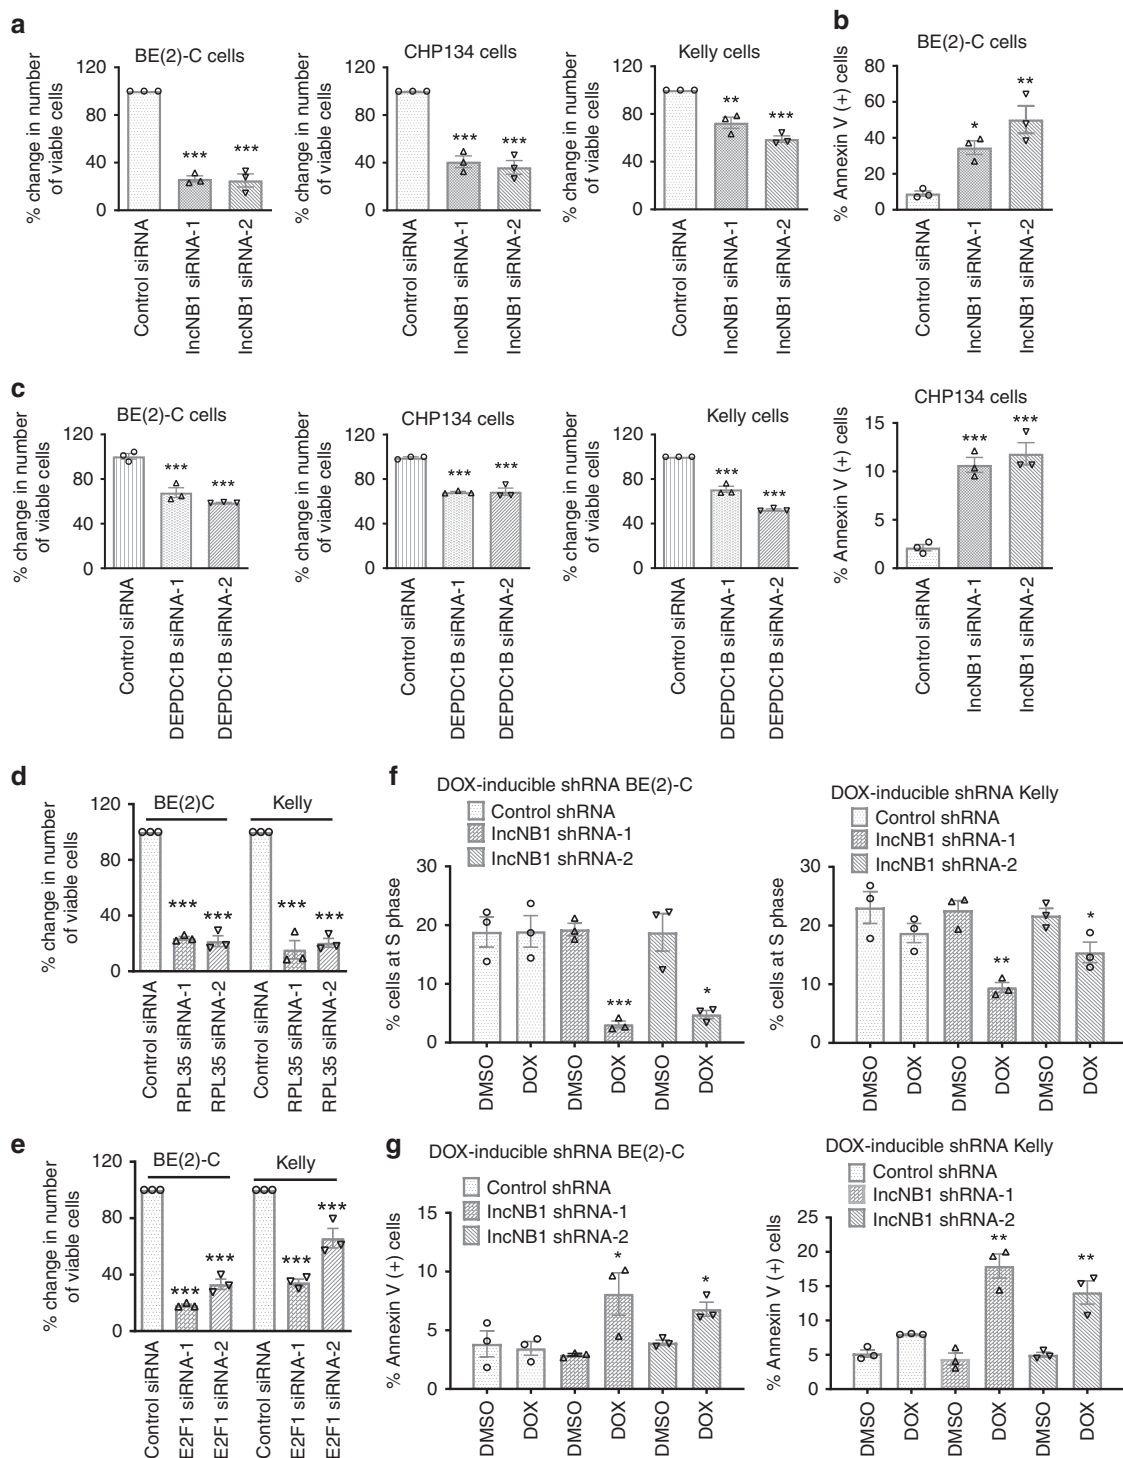 a
BE(2)-C cells
% change in number
of viable cells
120
80
40
0
***
***
Control siRNA
lncNB1 siRNA-1
lncNB1 siRNA-2
CHP134 cells
% change in number
of viable cells
120
80
40
0
***
***
Control siRNA
lncNB1 siRNA-1
lncNB1 siRNA-2
Kelly cells
% change in number
of viable cells
120
80
40
0
**
***
Control siRNA
lncNB1 siRNA-1
lncNB1 siRNA-2
b
BE(2)-C cells
% Annexin V (+) cells
80
60
40
20
0
*
**
Control siRNA
lncNB1 siRNA-1
lncNB1 siRNA-2
CHP134 cells
% Annexin V (+) cells
15
10
5
0
***
***
Control siRNA
lncNB1 siRNA-1
lncNB1 siRNA-2
c
BE(2)-C cells
% change in number
of viable cells
120
80
40
0
***
***
Control siRNA
DEPDC1B siRNA-1
DEPDC1B siRNA-2
CHP134 cells
% change in number
of viable cells
120
80
40
0
***
***
Control siRNA
DEPDC1B siRNA-1
DEPDC1B siRNA-2
Kelly cells
% change in number
of viable cells
120
80
40
0
***
***
Control siRNA
DEPDC1B siRNA-1
DEPDC1B siRNA-2
d
BE(2)C
Kelly
% change in number
of viable cells
120
80
40
0
***
***
***
***
Control siRNA
RPL35 siRNA-1
RPL35 siRNA-2
Control siRNA
RPL35 siRNA-1
RPL35 siRNA-2
e
BE(2)-C
Kelly
% change in number
of viable cells
120
80
40
0
***
***
***
***
Control siRNA
E2F1 siRNA-1
E2F1 siRNA-2
Control siRNA
E2F1 siRNA-1
E2F1 siRNA-2
f
DOX-inducible shRNA BE(2)-C
Control shRNA
lncNB1 shRNA-1
lncNB1 shRNA-2
% cells at S phase
30
20
10
0
***
*
DMSO
DOX
DMSO
DOX
DMSO
DOX
DOX-inducible shRNA Kelly
Control shRNA
lncNB1 shRNA-1
lncNB1 shRNA-2
% cells at S phase
30
20
10
0
**
*
DMSO
DOX
DMSO
DOX
DMSO
DOX
g
DOX-inducible shRNA BE(2)-C
Control shRNA
lncNB1 shRNA-1
lncNB1 shRNA-2
% Annexin V (+) cells
15
10
5
0
*
*
DMSO
DOX
DMSO
DOX
DMSO
DOX
DOX-inducible shRNA Kelly
Control shRNA
lncNB1 shRNA-1
lncNB1 shRNA-2
% Annexin V (+) cells
25
20
15
10
5
0
**
**
DMSO
DOX
DMSO
DOX
DMSO
DOX